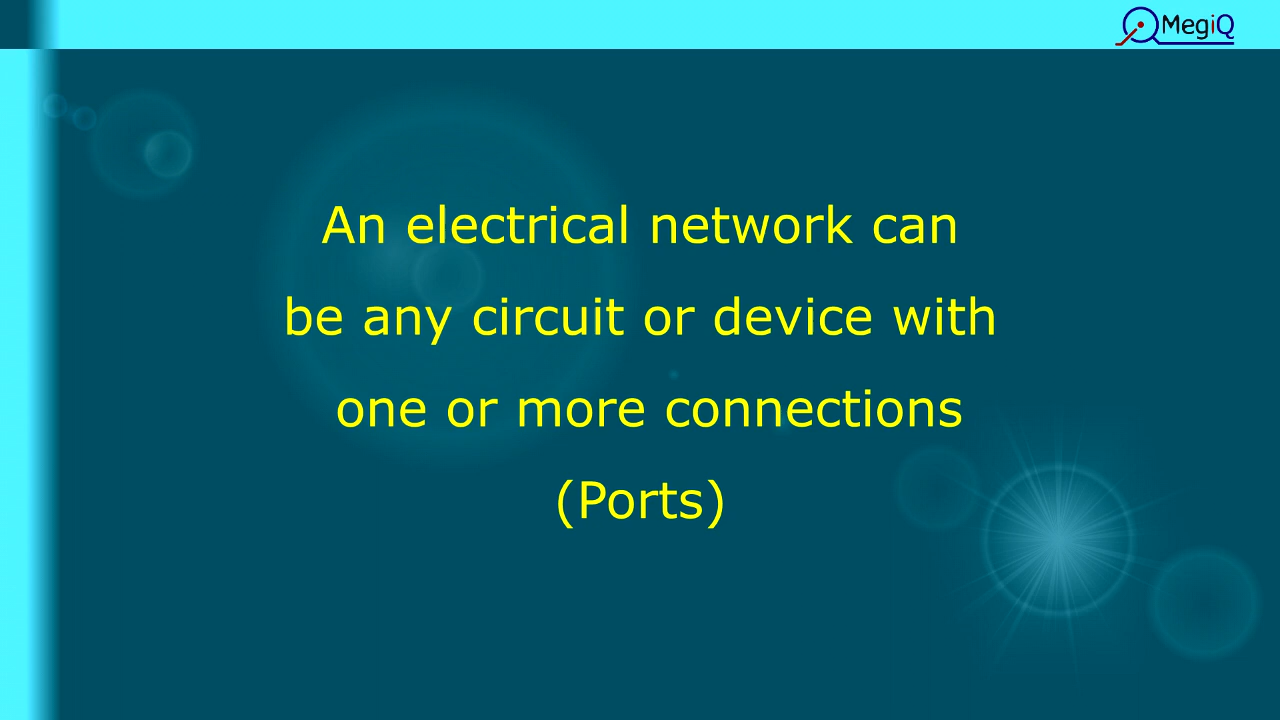 MegiQ
An electrical network can
be any circuit or device with
one or more connections
(Ports)